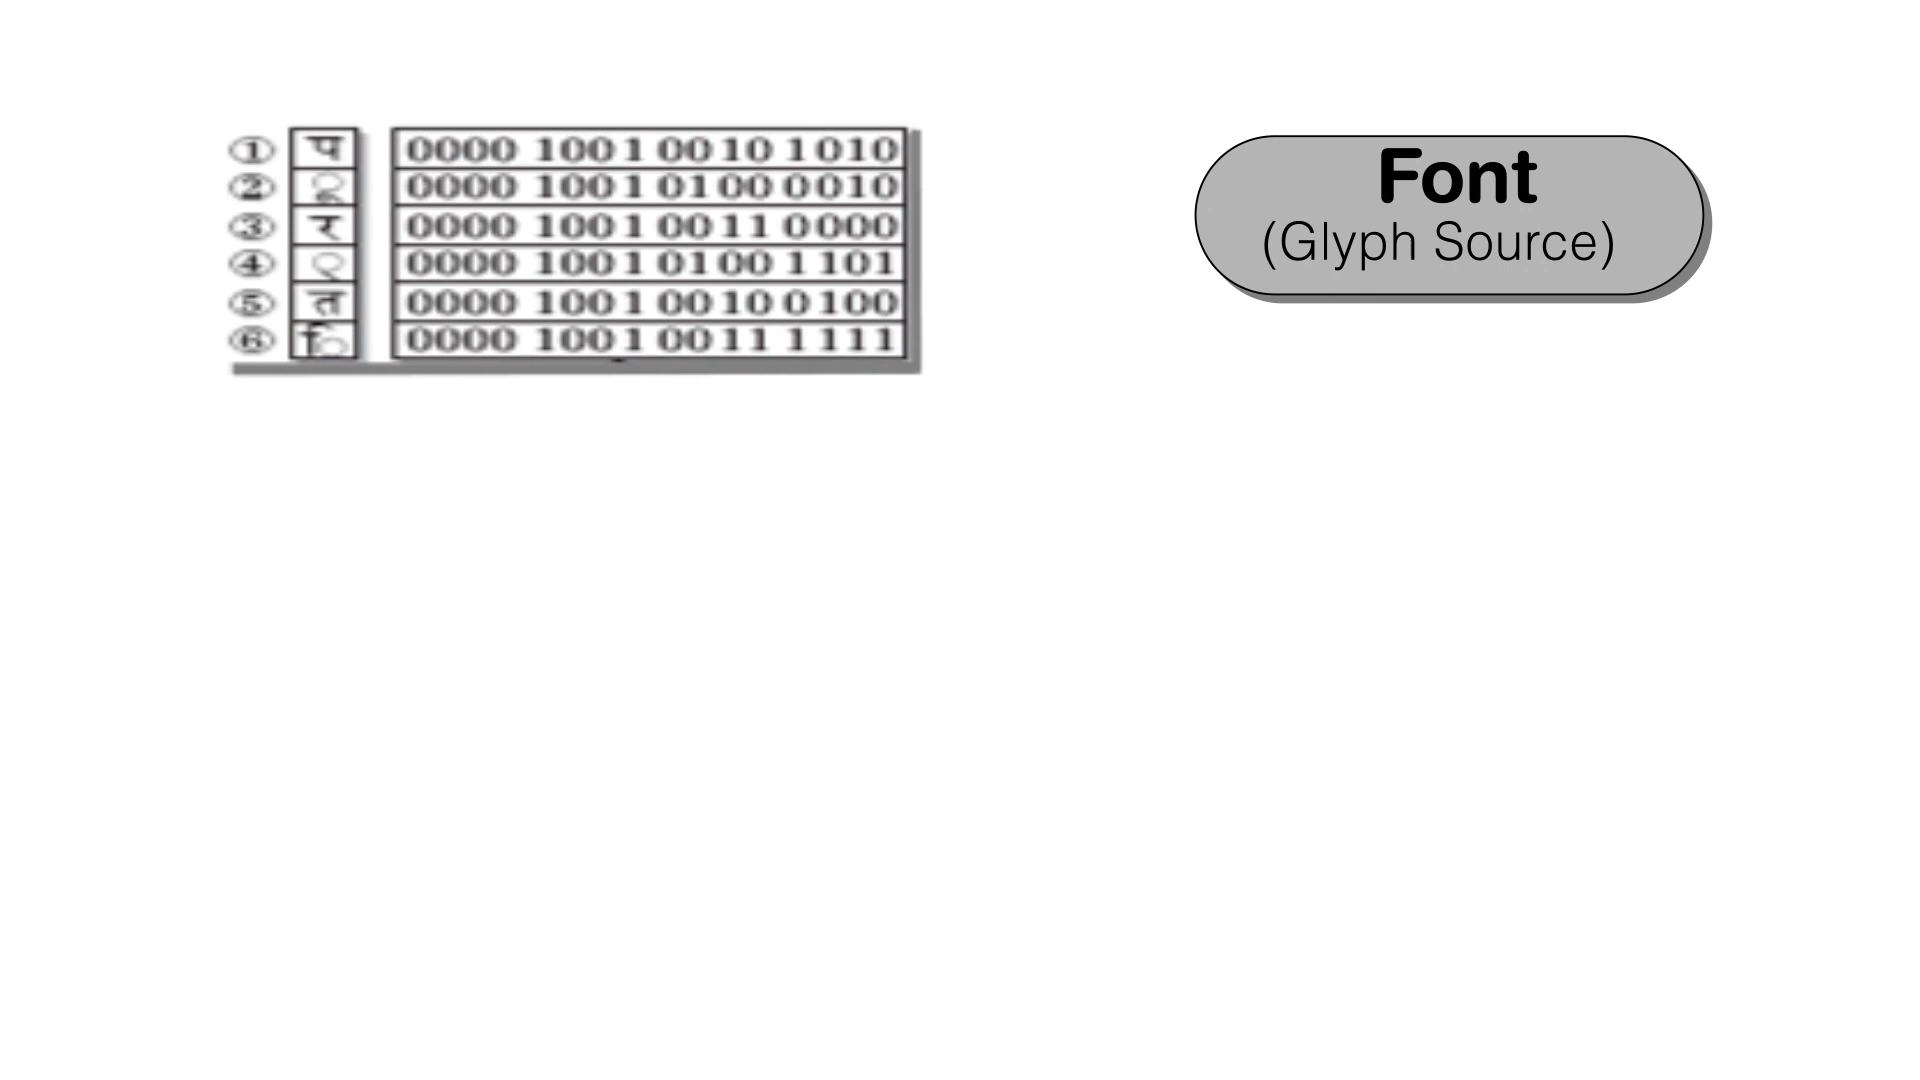 ① प 0000 1001 0010 1010
② ू 0000 1001 0100 0010
③ र 0000 1001 0011 0000
④ ् 0000 1001 0100 1101
⑤ त 0000 1001 0010 0100
⑥ ि 0000 1001 0011 1111
Font
(Glyph Source)